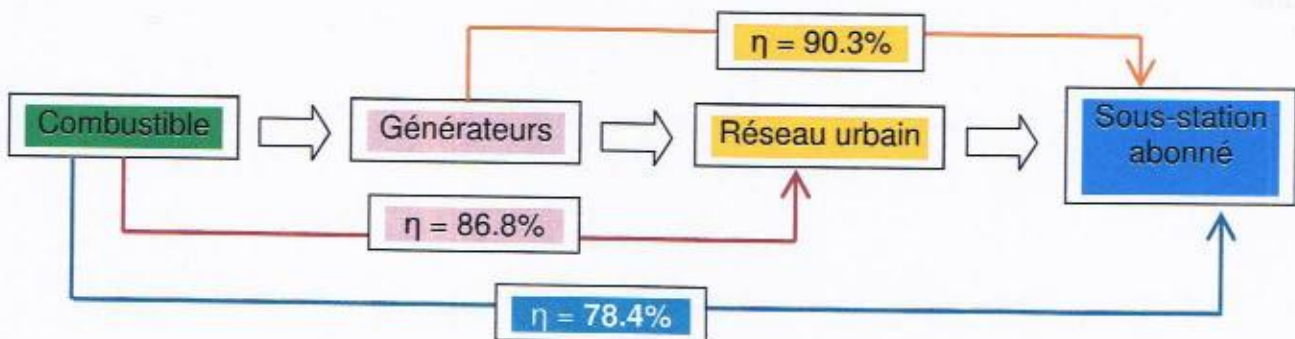 η = 90.3%
Combustible
Générateurs
Réseau urbain
Sous-station
abonné
η = 86.8%
η = 78.4%